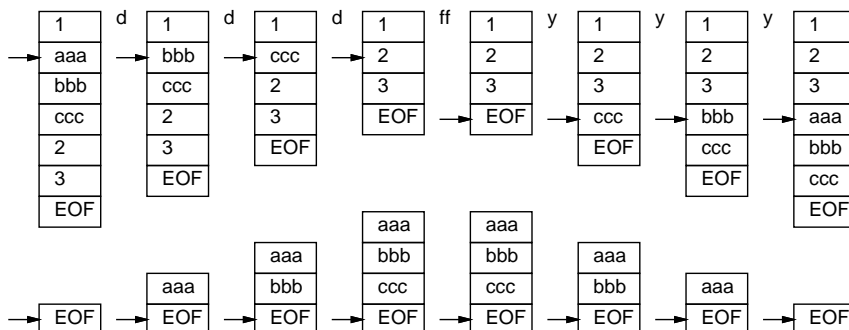 1 d 1 d 1 d 1 ff 1 y 1 y 1 y 1
aaa bbb ccc 2 2 2 2 2
bbb ccc 2 3 3 3 3 3
ccc 2 3 EOF EOF ccc bbb aaa
2 3 EOF EOF ccc bbb
3 EOF EOF ccc
EOF EOF
aaa aaa
aaa bbb bbb aaa
aaa bbb ccc ccc bbb aaa
EOF EOF EOF EOF EOF EOF EOF EOF